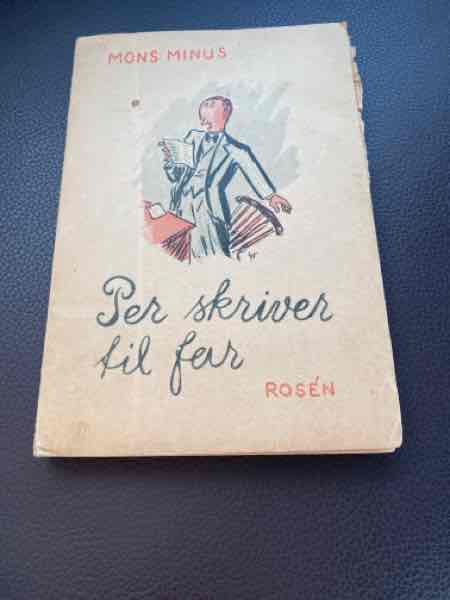 MONS MINUS
Per skriver
til far
ROSÉN